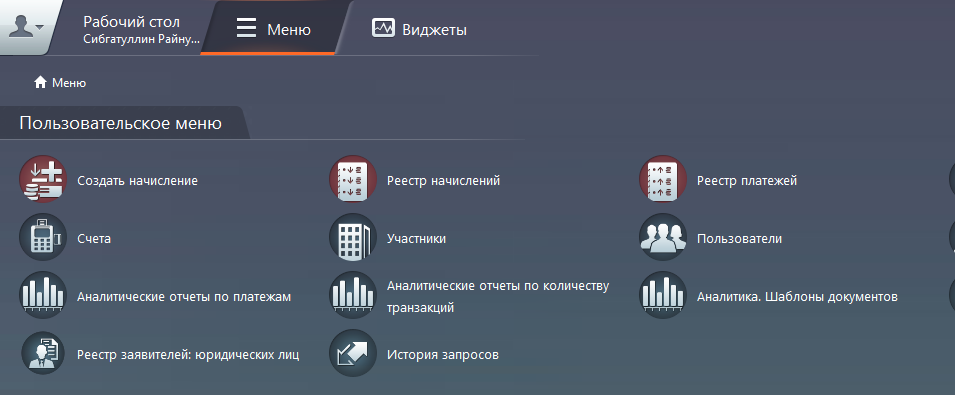 Рабочий стол
Сибгатуллин Райну...
Меню
Виджеты
Меню
Пользовательское меню
Создать начисление
Реестр начислений
Реестр платежей
Счета
Участники
Пользователи
Аналитические отчеты по платежам
Аналитические отчеты по количеству
транзакций
Аналитика. Шаблоны документов
Реестр заявителей: юридических лиц
История запросов